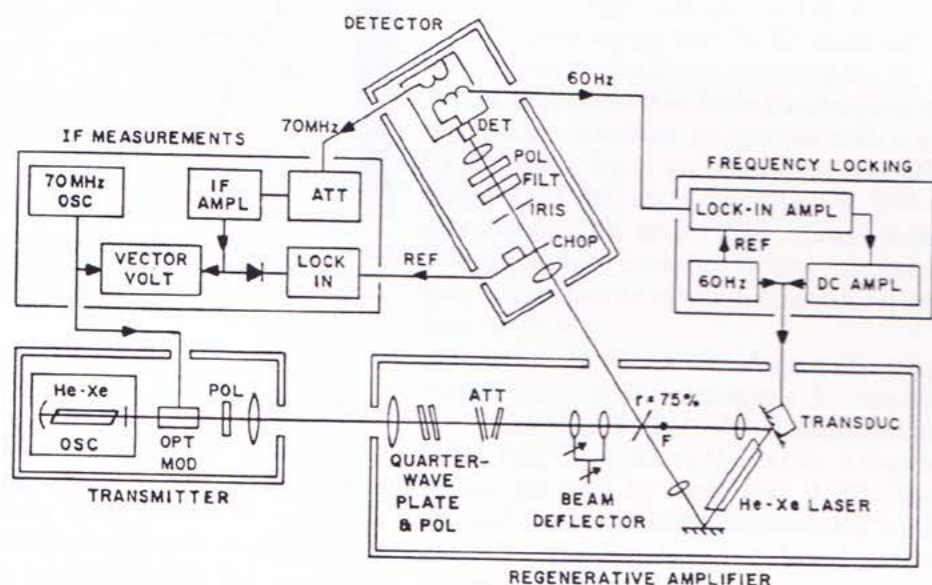 DETECTOR
60Hz
70MHz
DET
POL
FILT
IRIS
CHOP
IF MEASUREMENTS
70MHz
OSC
IF
AMPL
ATT
VECTOR
VOLT
LOCK
IN
REF
FREQUENCY LOCKING
LOCK-IN AMPL
REF
60Hz
DC AMPL
He-Xe
OSC
OPT
MOD
POL
TRANSMITTER
ATT
r=75%
F
TRANSDUC
QUARTER-
WAVE
PLATE
& POL
BEAM
DEFLECTOR
He-Xe LASER
REGENERATIVE AMPLIFIER